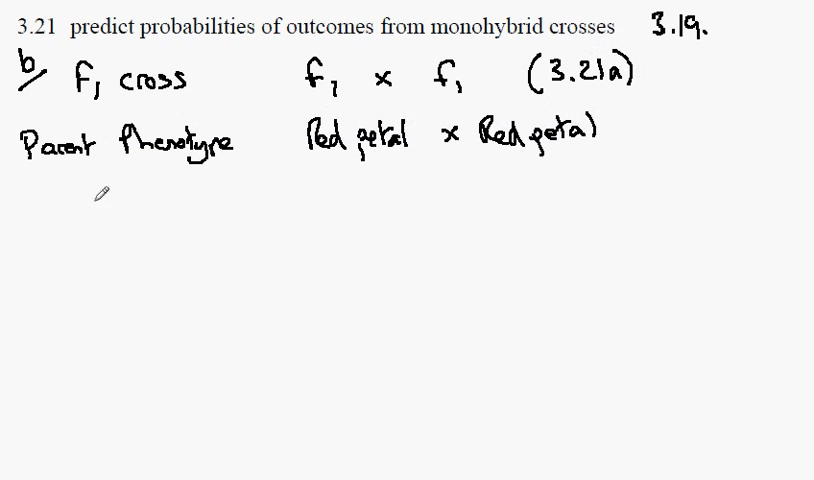 3.21 predict probabilities of outcomes from monohybrid crosses 3.19.
b/ F1 cross f1 x f1 (3.21a)
Parent Phenotype Red petal x Red petal